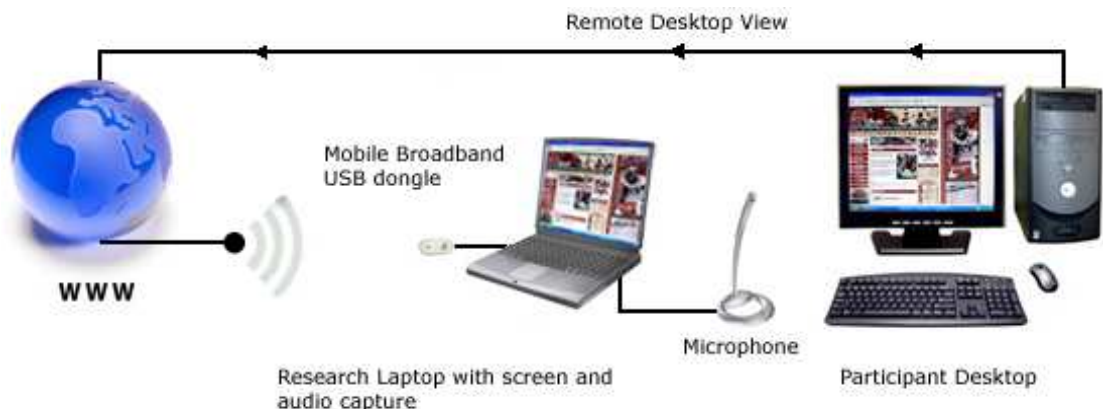 Remote Desktop View
Mobile Broadband
USB dongle
WWW
Microphone
Research Laptop with screen and
audio capture
Participant Desktop